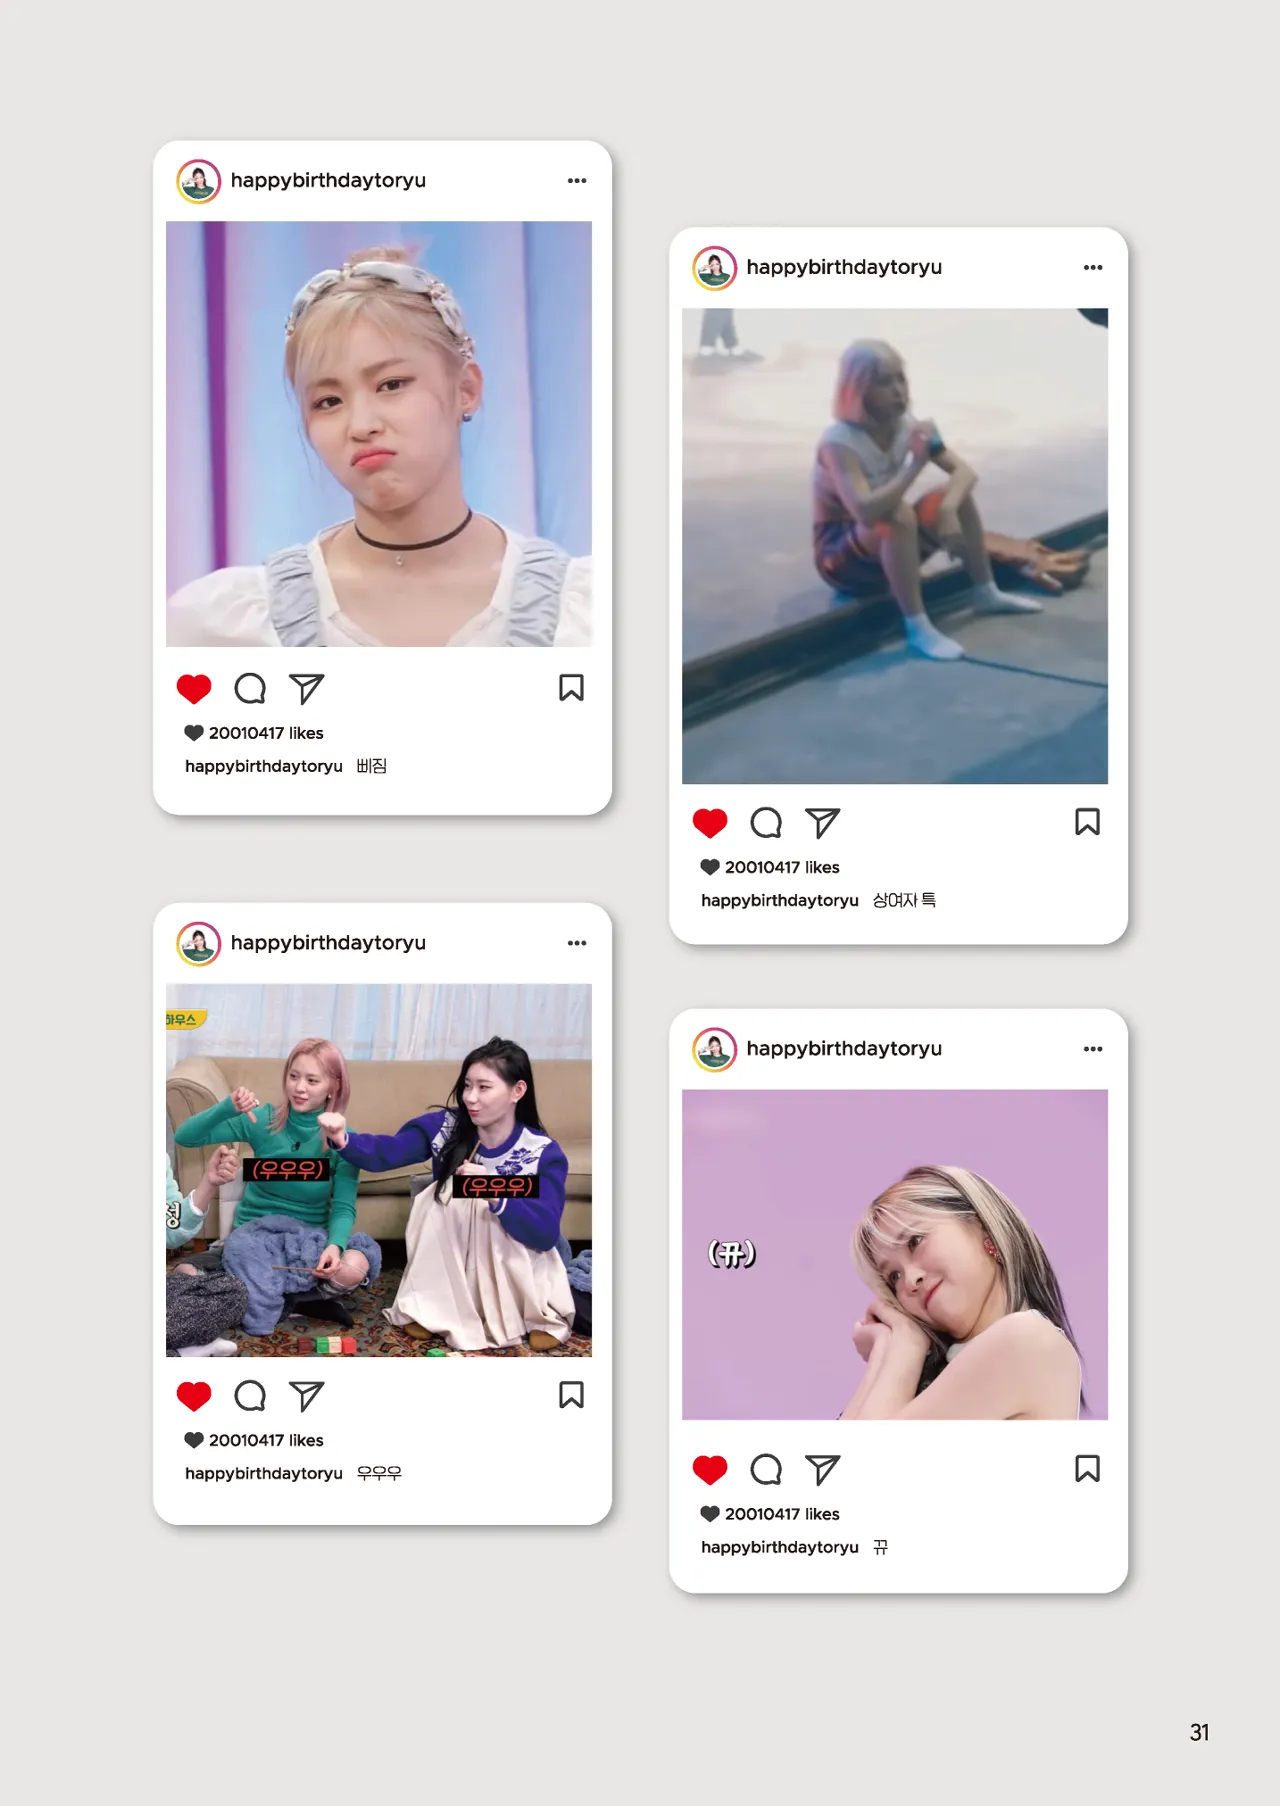 happybirthdaytoryu
20010417 likes
happybirthdaytoryu 삐짐
happybirthdaytoryu
20010417 likes
happybirthdaytoryu 상여자 특
happybirthdaytoryu
하우스
(우우우)
(우우우)
정
20010417 likes
happybirthdaytoryu 우우우
happybirthdaytoryu
(뀨)
20010417 likes
happybirthdaytoryu 뀨
31